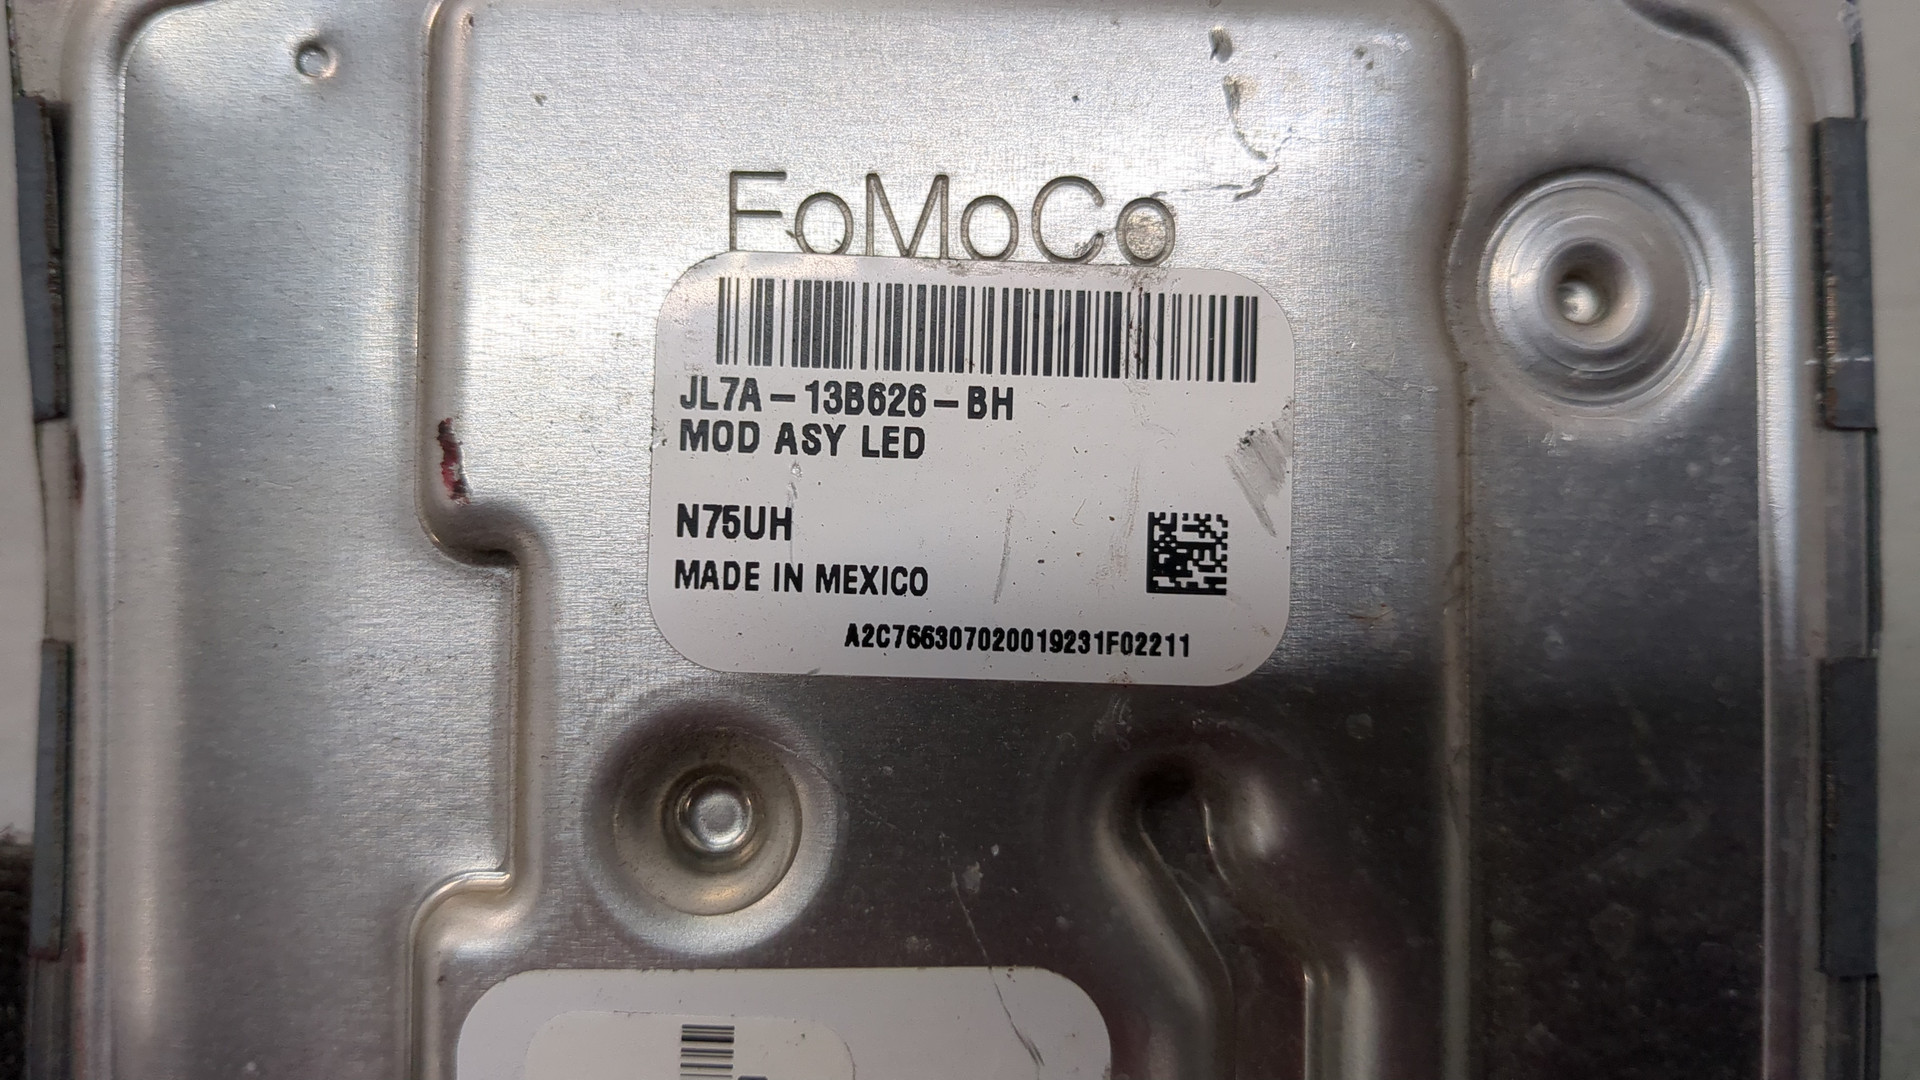 FoMoCo
JL7A-13B626-BH
MOD ASY LED
N75UH
MADE IN MEXICO
A2C766307020019231F02211